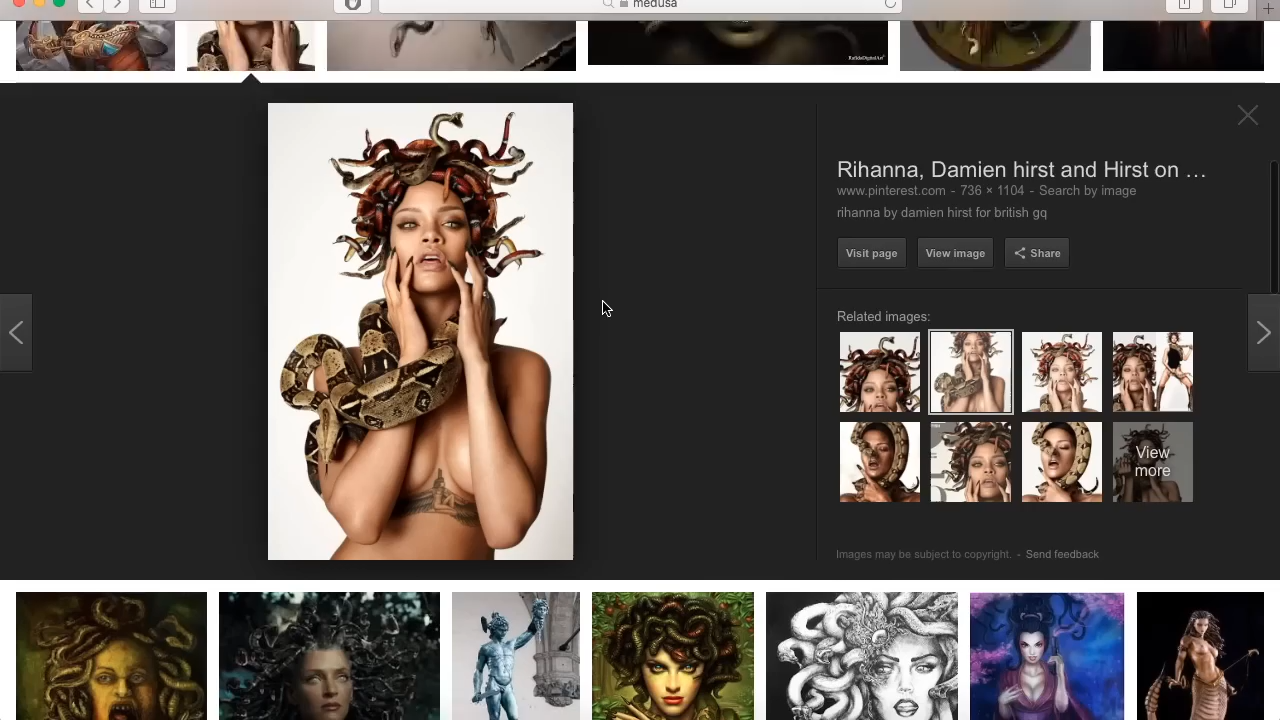 medusa
RafidoDigitalArt
Rihanna, Damien hirst and Hirst on ...
www.pinterest.com - 736 × 1104 - Search by image
rihanna by damien hirst for british gq
Visit page
View image
Share
Related images:
View
more
Images may be subject to copyright. - Send feedback